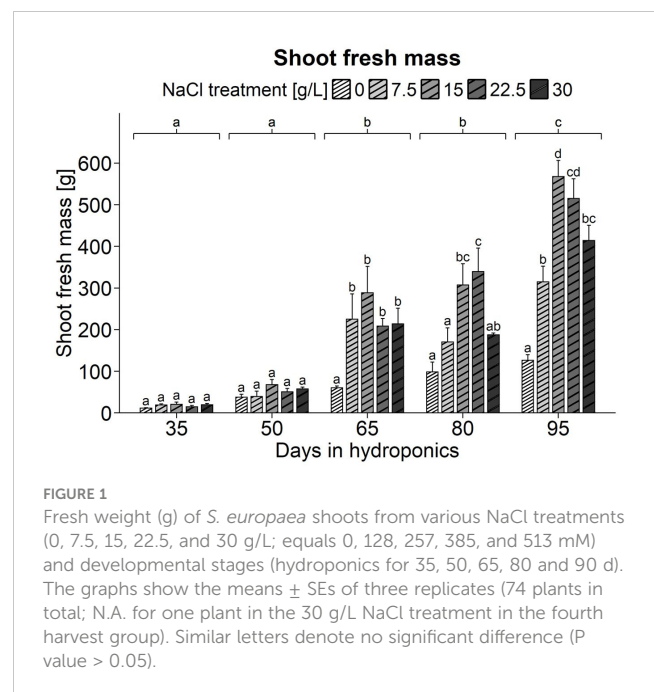 Shoot fresh mass
NaCl treatment [g/L] 0 7.5 15 22.5 30
a a b b c
Shoot fresh mass [g]
600
500
400
300
200
100
0
a a a a a
a a a a a
a b b b b
a a bc c ab
a b d cd bc
35 50 65 80 95
Days in hydroponics
FIGURE 1
Fresh weight (g) of S. europaea shoots from various NaCl treatments
(0, 7.5, 15, 22.5, and 30 g/L; equals 0, 128, 257, 385, and 513 mM)
and developmental stages (hydroponics for 35, 50, 65, 80 and 90 d).
The graphs show the means ± SEs of three replicates (74 plants in
total; N.A. for one plant in the 30 g/L NaCl treatment in the fourth
harvest group). Similar letters denote no significant difference (P
value > 0.05).